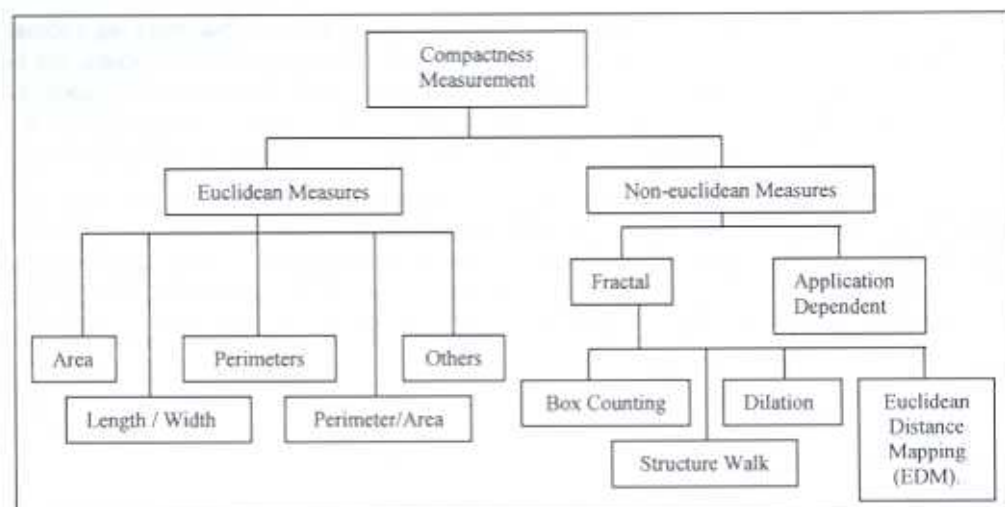 Compactness
Measurement
Euclidean Measures
Non-euclidean Measures
Fractal
Application
Dependent
Area
Perimeters
Others
Length / Width
Perimeter/Area
Box Counting
Dilation
Euclidean
Distance
Mapping
(EDM).
Structure Walk